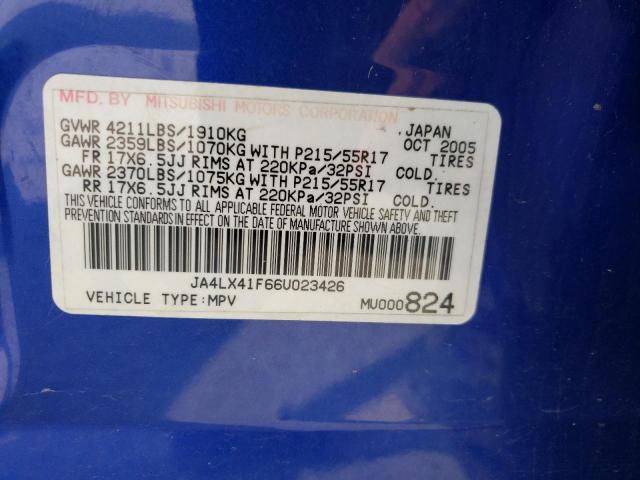 MFD. BY MITSUBISHI MOTORS CORPORATION
GVWR 4211LBS/1910KG JAPAN OCT 2005
GAWR 2359LBS/1070KG WITH P215/55R17 TIRES
FR 17X6.5JJ RIMS AT 220KPa/32PSI COLD.
GAWR 2370LBS/1075KG WITH P215/55R17 TIRES
RR 17X6.5JJ RIMS AT 220KPa/32PSI COLD.
THIS VEHICLE CONFORMS TO ALL APPLICABLE FEDERAL MOTOR VEHICLE SAFETY AND THEFT
PREVENTION STANDARDS IN EFFECT ON THE DATE OF MANUFACTURE SHOWN ABOVE.
JA4LX41F66U023426
VEHICLE TYPE:MPV MU000824